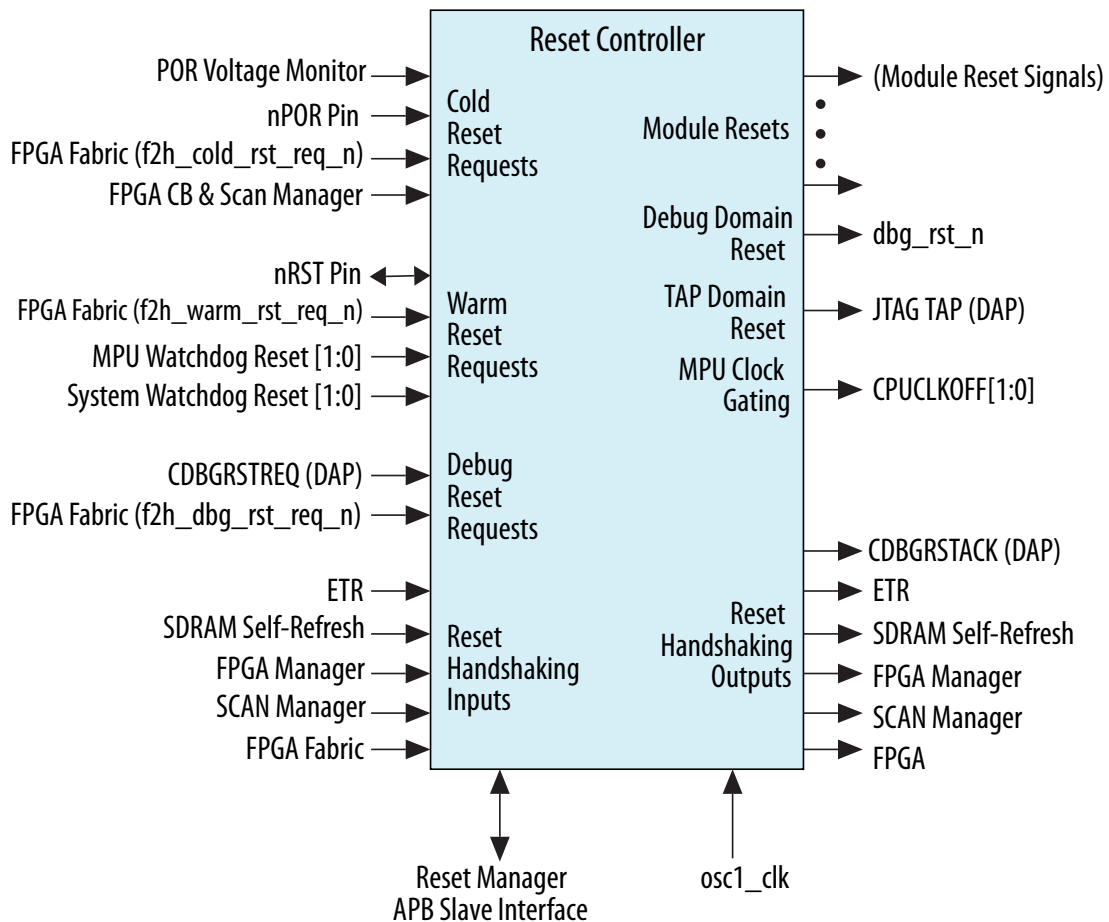 Reset Controller
POR Voltage Monitor
nPOR Pin
FPGA Fabric (f2h_cold_rst_req_n)
FPGA CB & Scan Manager
Cold
Reset
Requests
nRST Pin
FPGA Fabric (f2h_warm_rst_req_n)
MPU Watchdog Reset [1:0]
System Watchdog Reset [1:0]
Warm
Reset
Requests
CDBGRSTREQ (DAP)
FPGA Fabric (f2h_dbg_rst_req_n)
Debug
Reset
Requests
ETR
SDRAM Self-Refresh
FPGA Manager
SCAN Manager
FPGA Fabric
Reset
Handshaking
Inputs
Module Resets
(Module Reset Signals)
Debug Domain
Reset
dbg_rst_n
TAP Domain
Reset
JTAG TAP (DAP)
MPU Clock
Gating
CPUCLKOFF[1:0]
Reset
Handshaking
Outputs
CDBGRSTACK (DAP)
ETR
SDRAM Self-Refresh
FPGA Manager
SCAN Manager
FPGA
Reset Manager
APB Slave Interface
osc1_clk